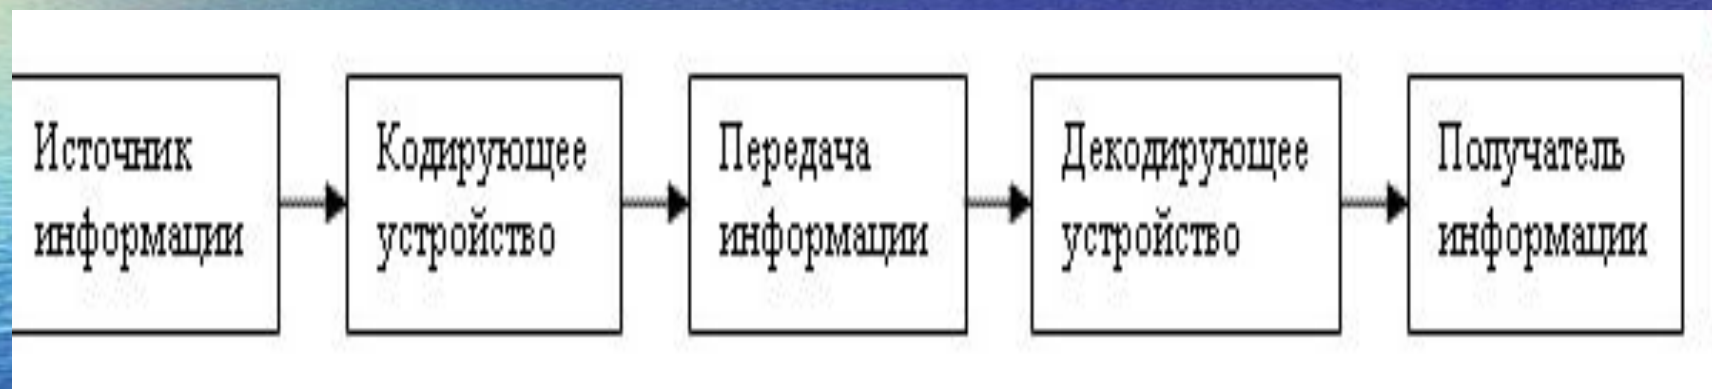 Источник
информации
Кодирующее
устройство
Передача
информации
Декодирующее
устройство
Получатель
информации